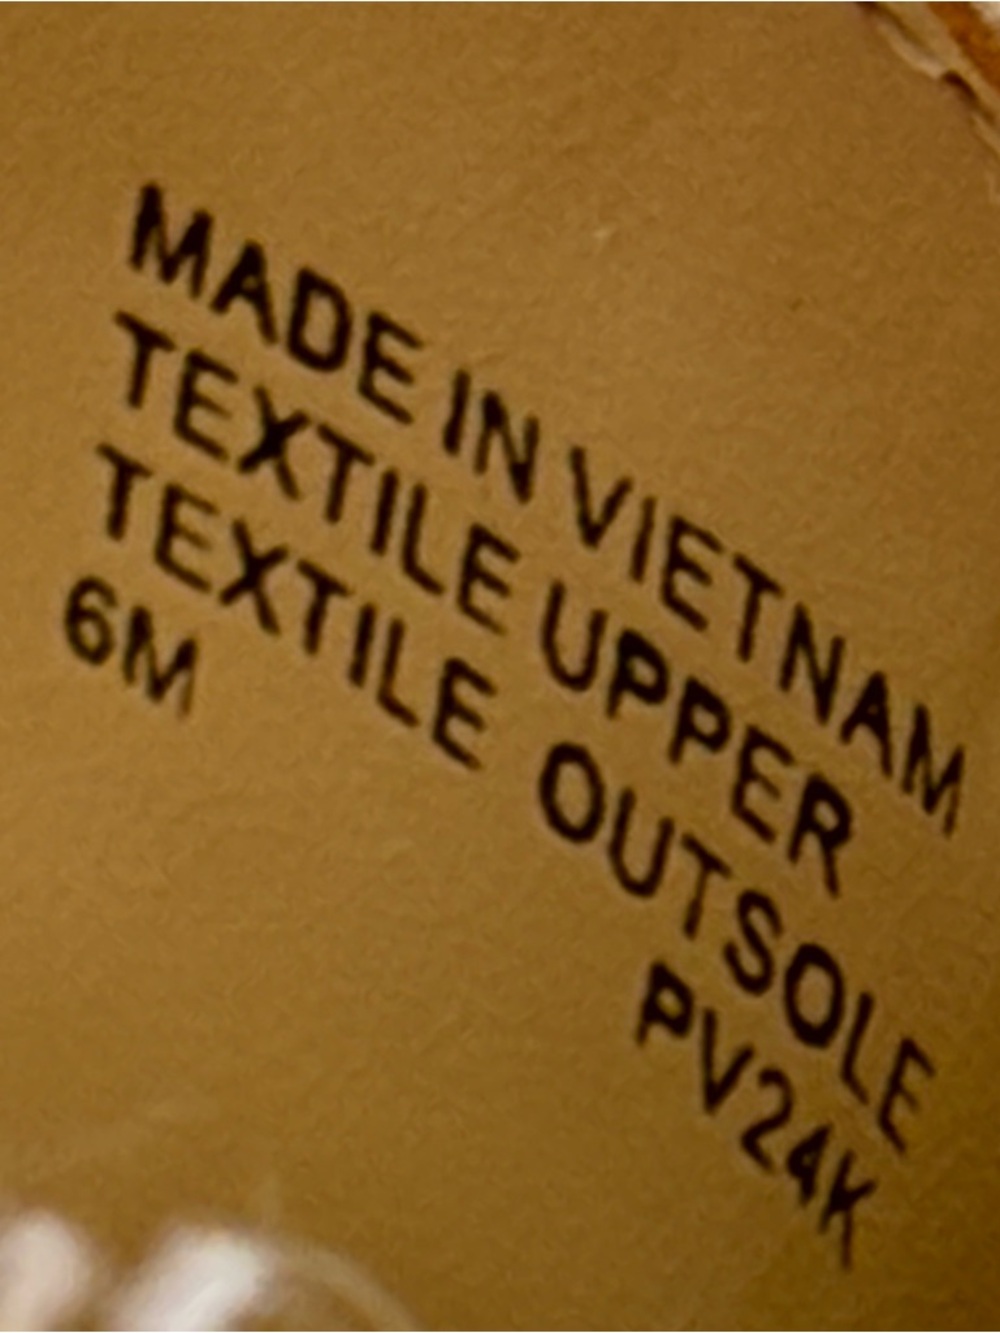 MADE IN VIETNAM
TEXTILE UPPER
TEXTILE OUTSOLE
6M
PV24K